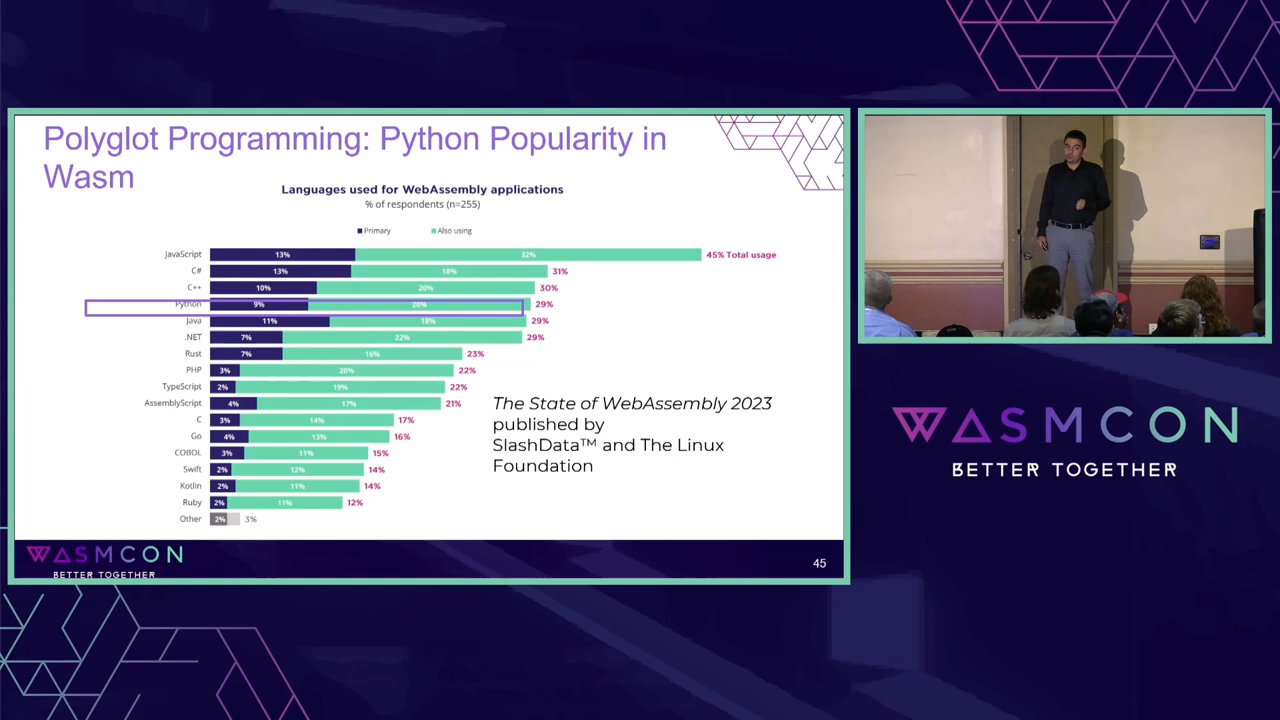 Polyglot Programming: Python Popularity in
Wasm
Languages used for WebAssembly applications
% of respondents (n=255)
Primary Also using
JavaScript 13% 32% 45% Total usage
C# 13% 18% 31%
C++ 10% 20% 30%
Python 9% 20% 29%
Java 11% 18% 29%
.NET 7% 22% 29%
Rust 7% 16% 23%
PHP 3% 20% 22%
TypeScript 2% 19% 22%
AssemblyScript 4% 17% 21%
C 3% 14% 17%
Go 4% 13% 16%
COBOL 3% 11% 15%
Swift 2% 12% 14%
Kotlin 2% 11% 14%
Ruby 2% 11% 12%
Other 2% 3%
The State of WebAssembly 2023
published by
SlashData™ and The Linux
Foundation
WASMCON
BETTER TOGETHER
45
WASMCON
BETTER TOGETHER